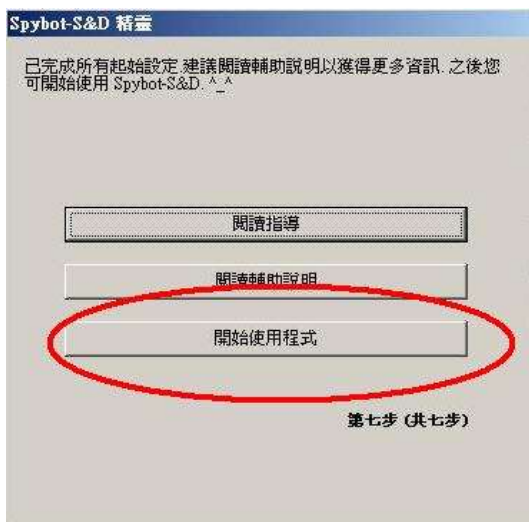 Spybot-S&D 精靈
已完成所有起始設定.建議閱讀輔助說明以獲得更多資訊. 之後您
可開始使用 Spybot-S&D. ^_^
閱讀指導
閱讀輔助說明
開始使用程式
第七步 (共七步)